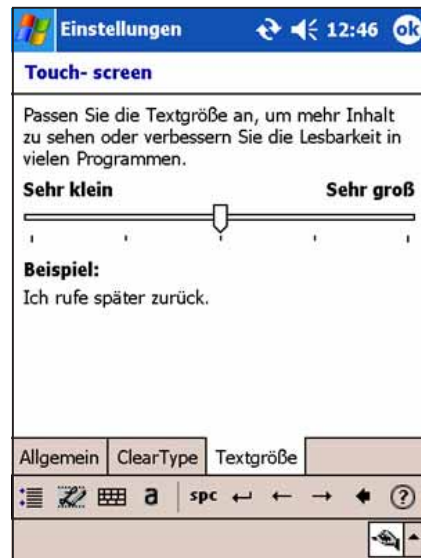 Einstellungen 12:46 ok
Touch- screen
Passen Sie die Textgröße an, um mehr Inhalt
zu sehen oder verbessern Sie die Lesbarkeit in
vielen Programmen.
Sehr klein Sehr groß
Beispiel:
Ich rufe später zurück.
Allgemein ClearType Textgröße
a spc ?